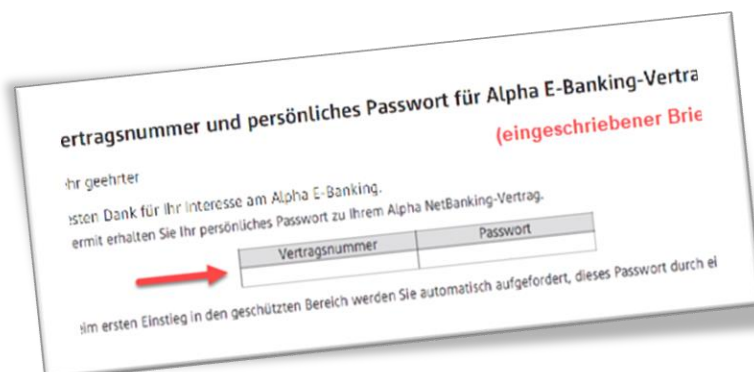 ertragsnummer und persönliches Passwort für Alpha E-Banking-Vertra
(eingeschriebener Brie
hr geehrter
esten Dank für Ihr Interesse am Alpha E-Banking.
ermit erhalten Sie Ihr persönliches Passwort zu Ihrem Alpha NetBanking-Vertrag.
Vertragsnummer Passwort
eim ersten Einstieg in den geschützten Bereich werden Sie automatisch aufgefordert, dieses Passwort durch ei